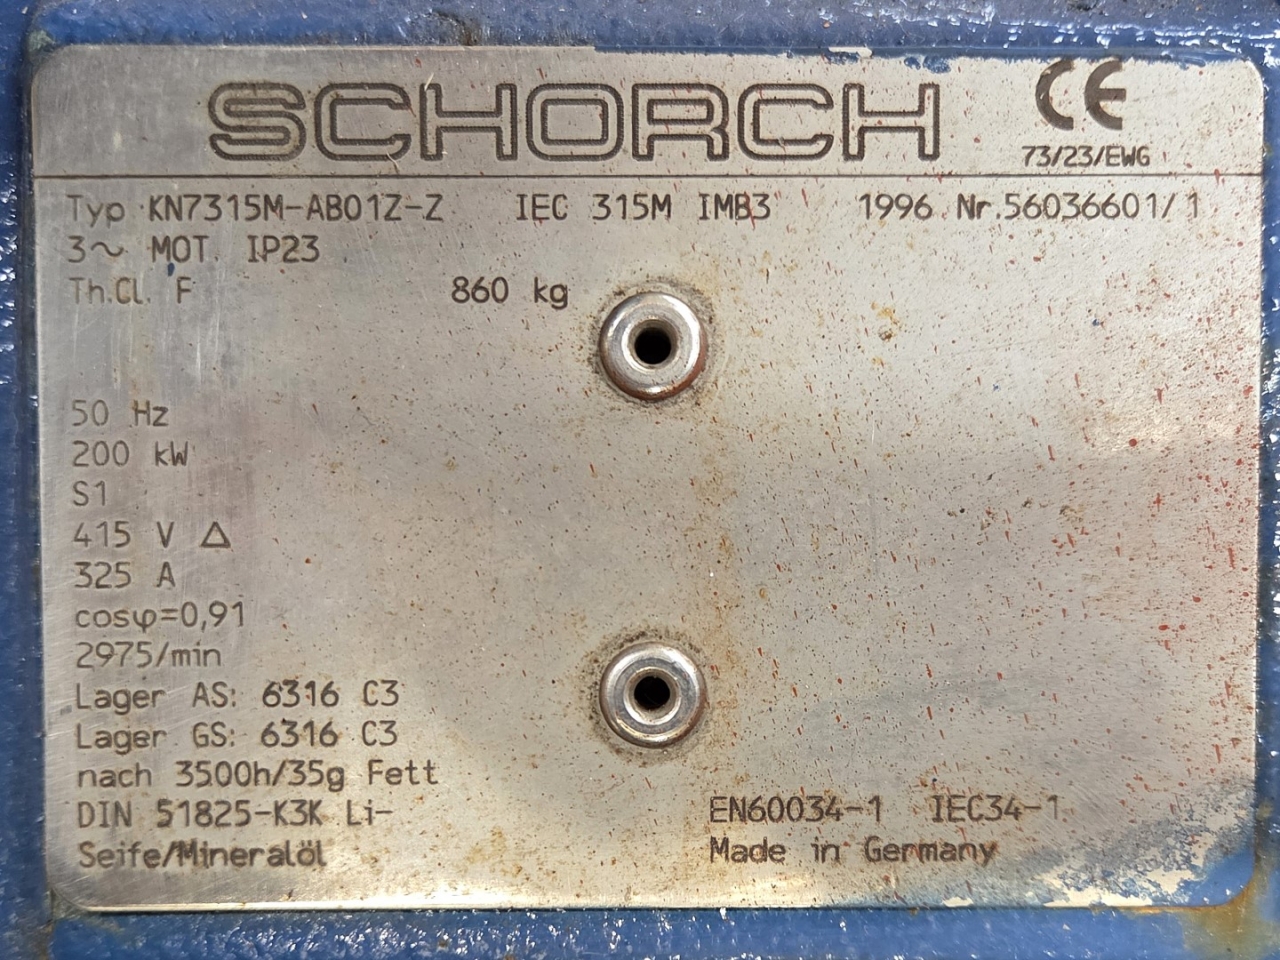 SCHORCH CE
73/23/EWG
Typ KN7315M-AB01Z-Z IEC 315M IMB3 1996 Nr.56036601/1
3~ MOT. IP23
Th.Cl. F 860 kg
50 Hz
200 kW
S1
415 V Δ
325 A
cosφ=0,91
2975/min
Lager AS: 6316 C3
Lager GS: 6316 C3
nach 3500h/35g Fett
DIN 51825-K3K Li- EN60034-1 IEC34-1
Seife/Mineralöl Made in Germany